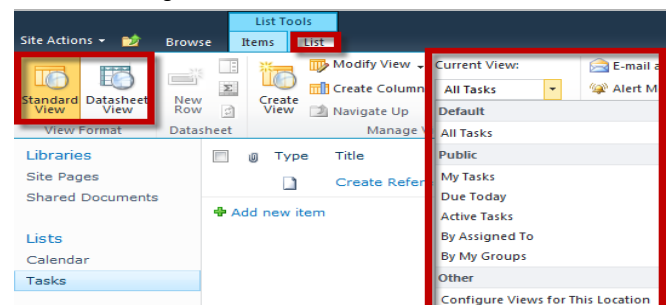 List Tools
Site Actions Browse Items List
Modify View Current View: E-mail a
Standard View Datasheet View New Row Create View Create Column All Tasks Alert M
Navigate Up Default
View Format Datasheet Manage All Tasks
Libraries Type Title Public
Site Pages Create Refer My Tasks
Shared Documents Due Today
Add new item Active Tasks
Lists By Assigned To
Calendar By My Groups
Tasks Other
Configure Views for This Location